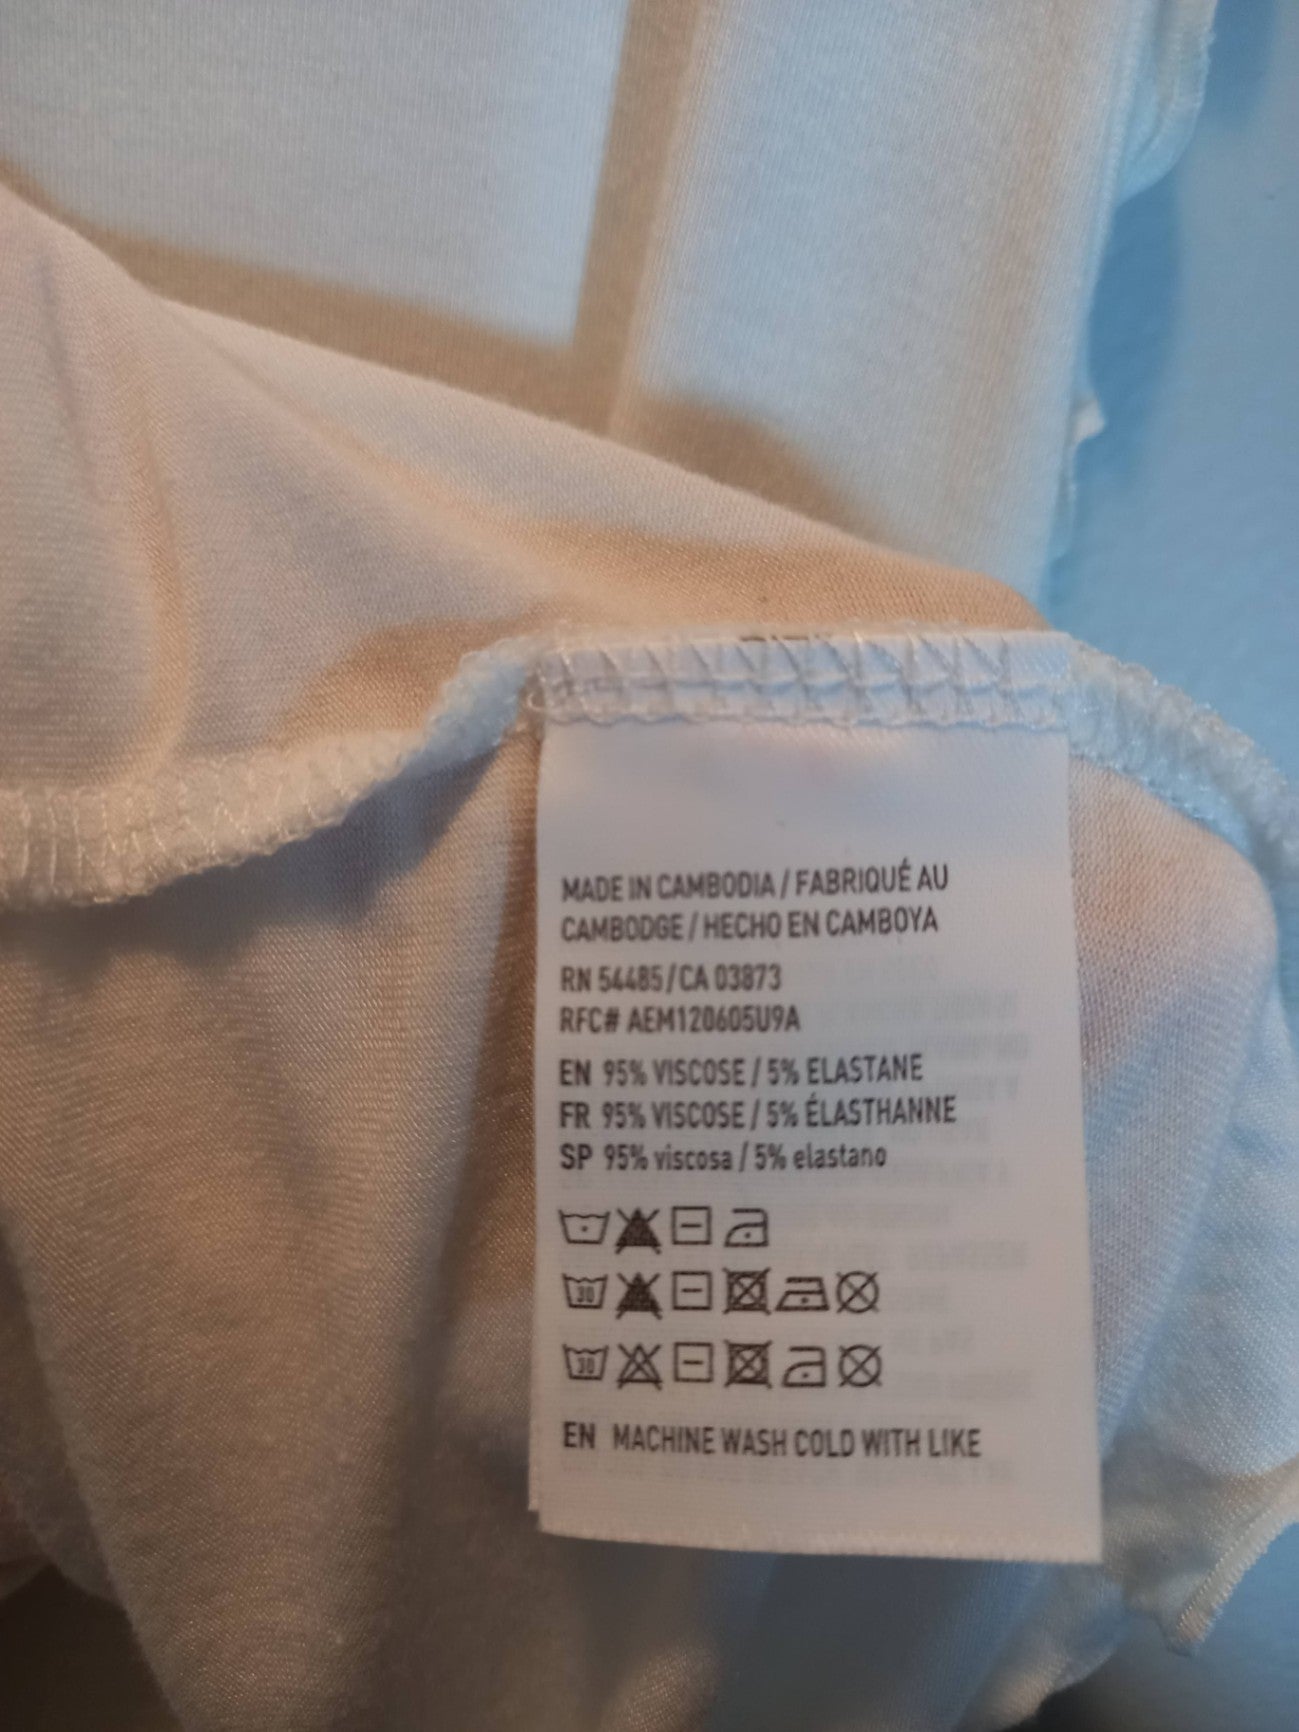 MADE IN CAMBODIA / FABRIQUÉ AU
CAMBODGE / HECHO EN CAMBOYA
RN 54485 / CA 03873
RFC# AEM120605U9A
EN 95% VISCOSE / 5% ELASTANE
FR 95% VISCOSE / 5% ÉLASTHANNE
SP 95% viscosa / 5% elastano
30
30
EN MACHINE WASH COLD WITH LIKE